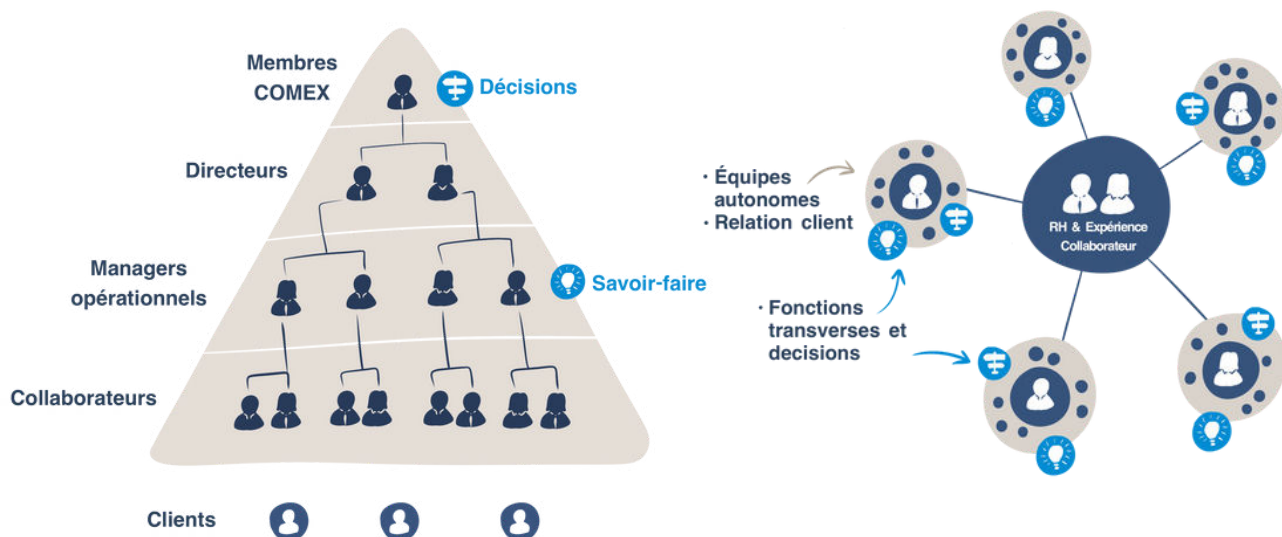 Membres
COMEX
Décisions
Directeurs
Managers
opérationnels
Savoir-faire
Collaborateurs
Clients
· Équipes
autonomes
· Relation client
· Fonctions
transverses et
decisions
RH & Expérience
Collaborateur